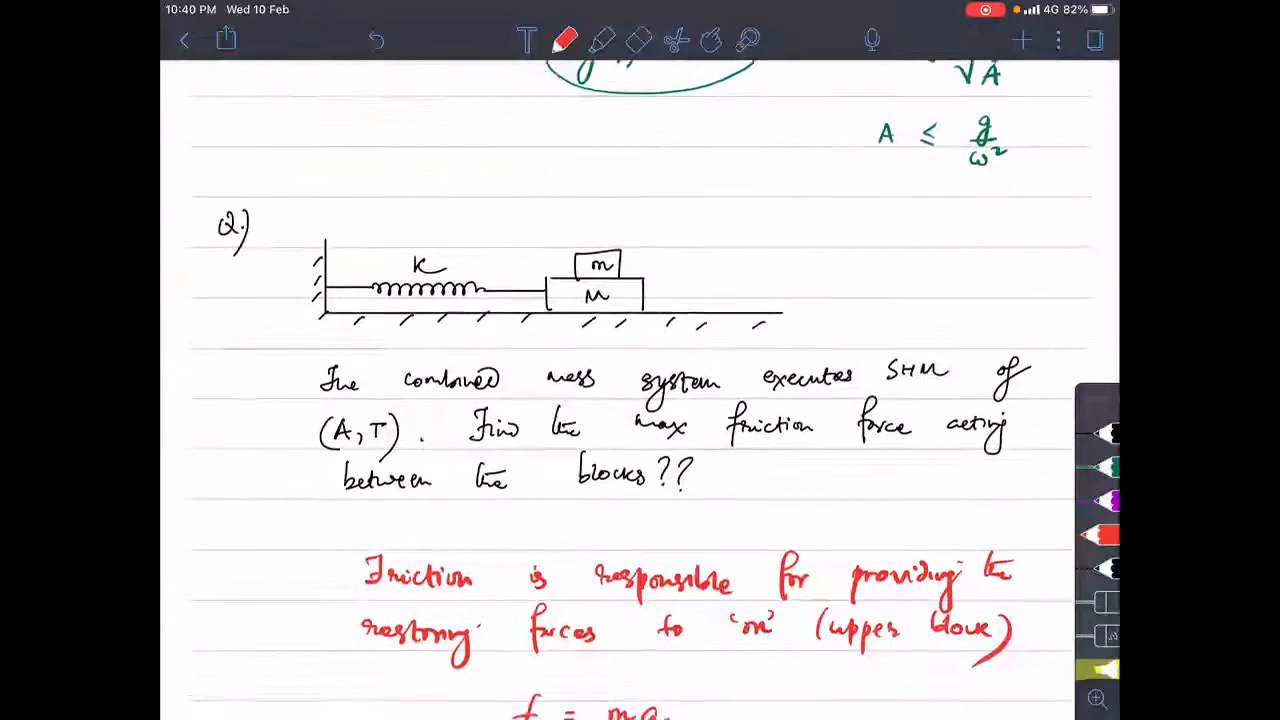 10:40 PM Wed 10 Feb
4G 82%
T
√A
A ≤ g/ω²
Q.)
K
m
M
The combined mass system executes SHM of
(A, T). Find the max friction force acting
between the blocks??
Friction is responsible for providing the
restoring forces to 'm' (upper block)
f = ma